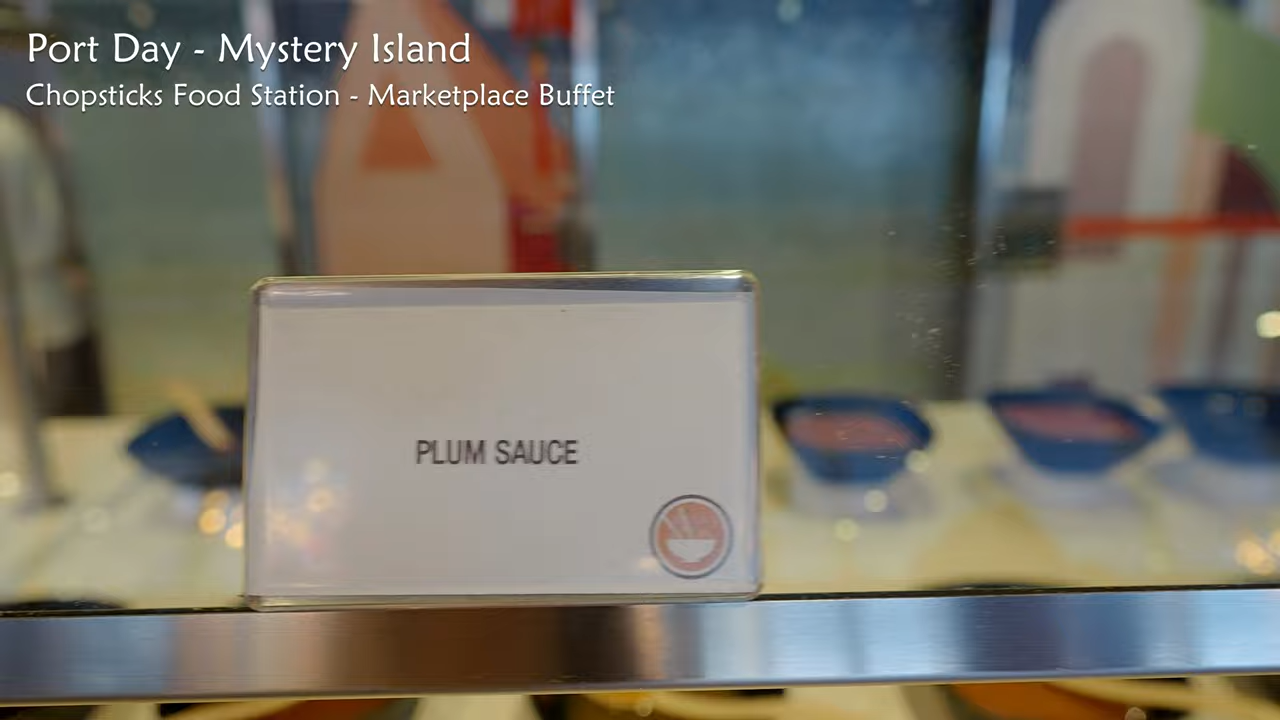 Port Day - Mystery Island
Chopsticks Food Station - Marketplace Buffet
PLUM SAUCE